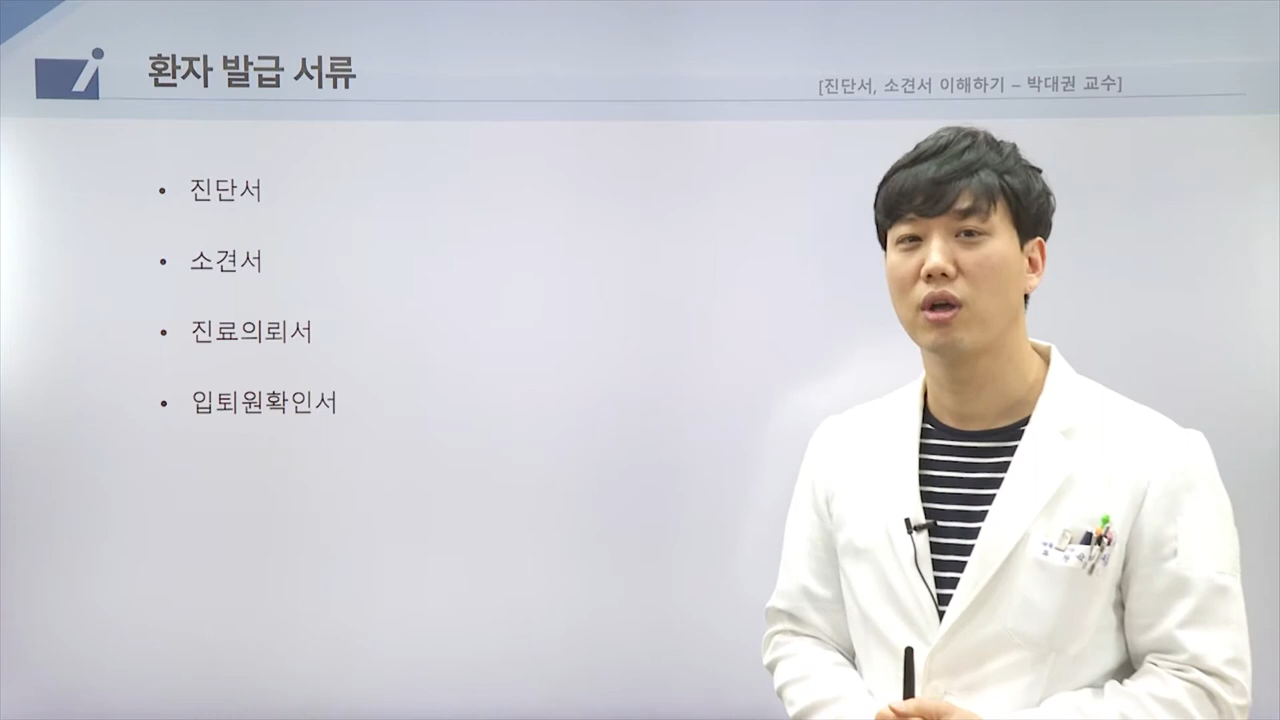 환자 발급 서류
[진단서, 소견서 이해하기 – 박대권 교수]
• 진단서
• 소견서
• 진료의뢰서
• 입퇴원확인서